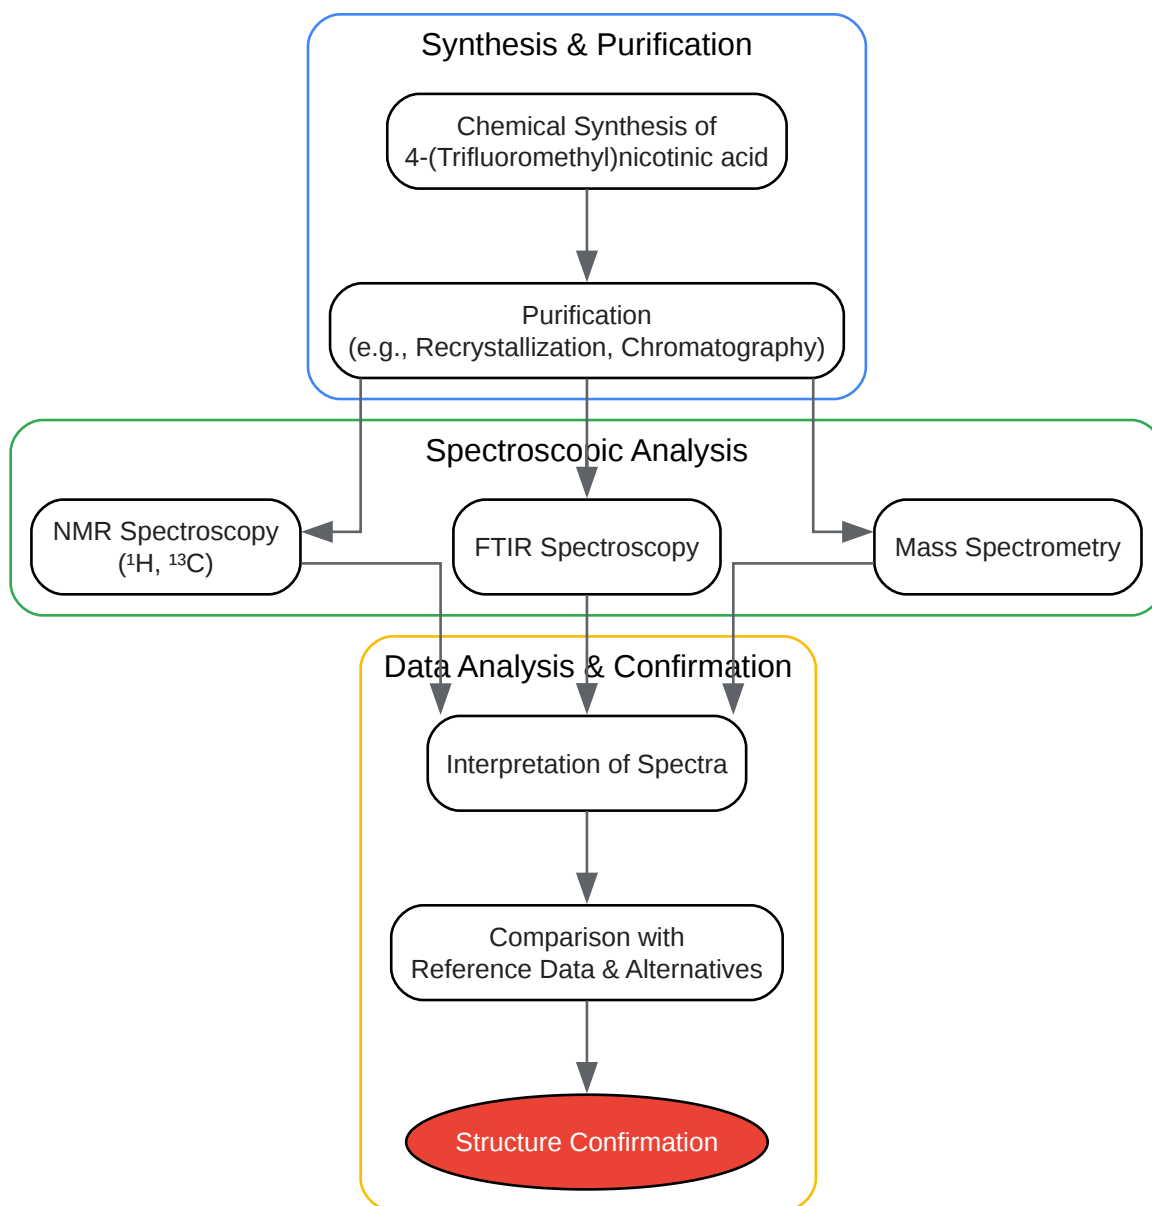 Synthesis & Purification
Chemical Synthesis of
4-(Trifluoromethyl)nicotinic acid
Purification
(e.g., Recrystallization, Chromatography)
Spectroscopic Analysis
NMR Spectroscopy
(¹H, ¹³C)
FTIR Spectroscopy
Mass Spectrometry
Data Analysis & Confirmation
Interpretation of Spectra
Comparison with
Reference Data & Alternatives
Structure Confirmation